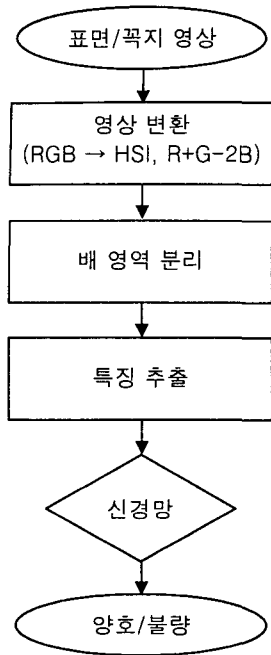 표면/꼭지 영상
영상 변환
(RGB → HSI, R+G-2B)
배 영역 분리
특징 추출
신경망
양호/불량